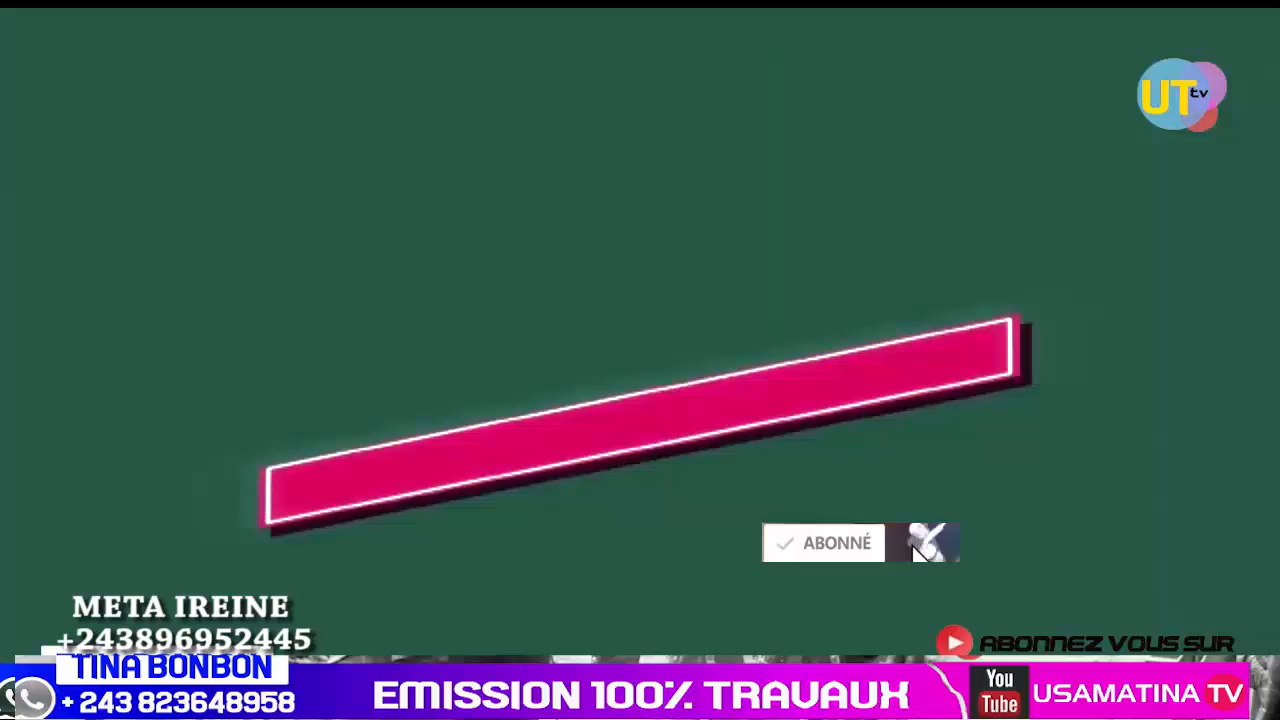 UTtv
ABONNÉ
META IREINE
+243896952445
ABONNEZ VOUS SUR
TINA BONBON
+ 243 823648958
EMISSION 100% TRAVAUX
You
Tube
USAMATINA TV